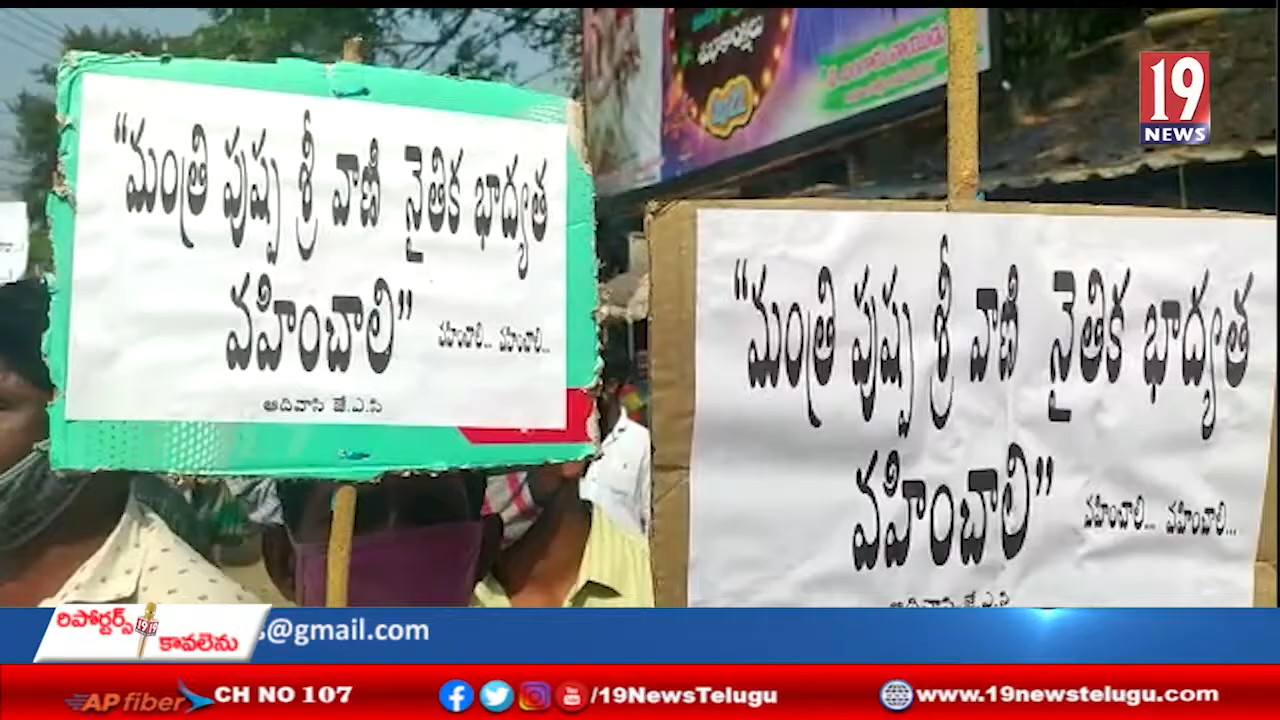 "మంత్రి పుష్ప శ్రీ వాణి నైతిక భాద్యత
వహించాలి" వహించాలి.. వహించాలి..
ఆదివాసి జే.ఎ.సి
"మంత్రి పుష్ప శ్రీ వాణి నైతిక భాద్యత
వహించాలి" వహించాలి... వహించాలి...
ఆదివాసి జే.ఎ.సి
19
NEWS
రిపోర్టర్స్
కావలెను
s@gmail.com
AP fiber CH NO 107
/19NewsTelugu
www.19newstelugu.com